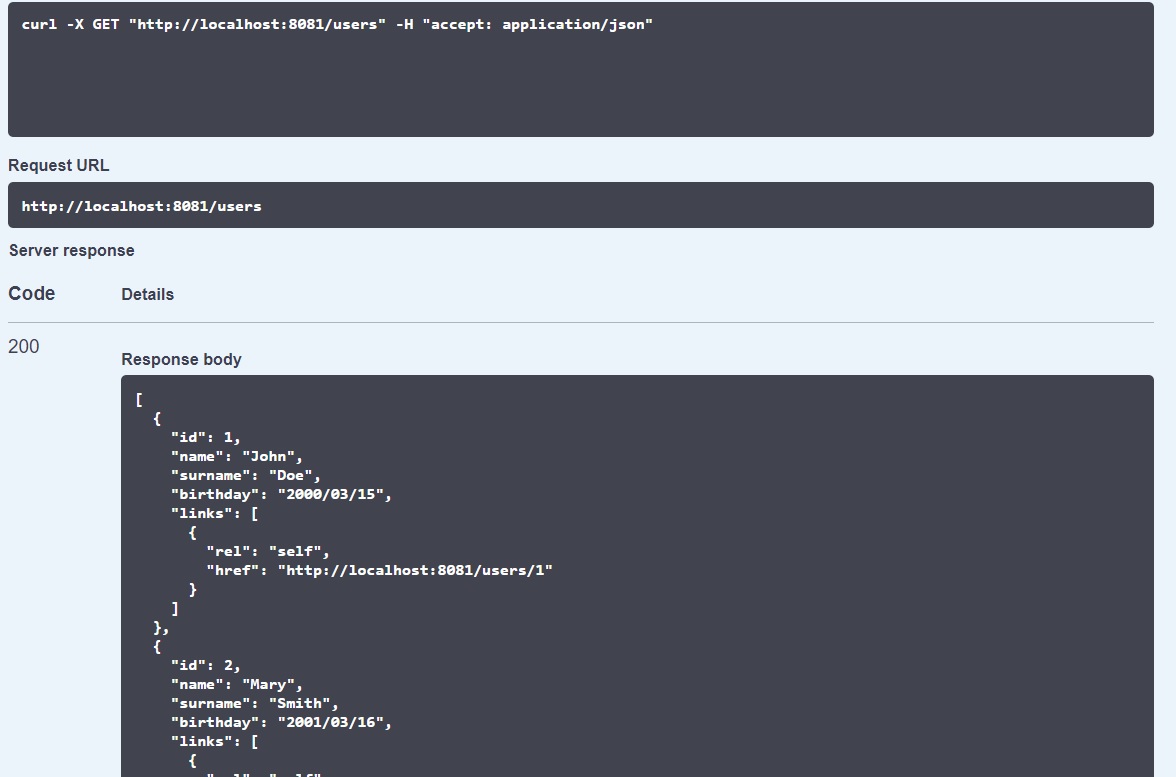 curl -X GET "http://localhost:8081/users" -H "accept: application/json"
Request URL
http://localhost:8081/users
Server response
Code Details
200
Response body
[
  {
    "id": 1,
    "name": "John",
    "surname": "Doe",
    "birthday": "2000/03/15",
    "links": [
      {
        "rel": "self",
        "href": "http://localhost:8081/users/1"
      }
    ]
  },
  {
    "id": 2,
    "name": "Mary",
    "surname": "Smith",
    "birthday": "2001/03/16",
    "links": [
      {